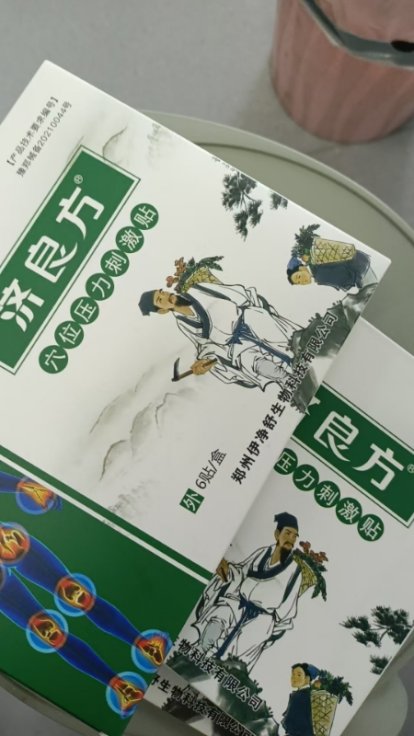 【产品技术要求编号】
豫郑械备20210044号
济良方®
穴位压力刺激贴
郑州伊净舒生物科技有限公司
外 6贴/盒
良方
压力刺激贴
物科技有限公司
生物科技有限公司